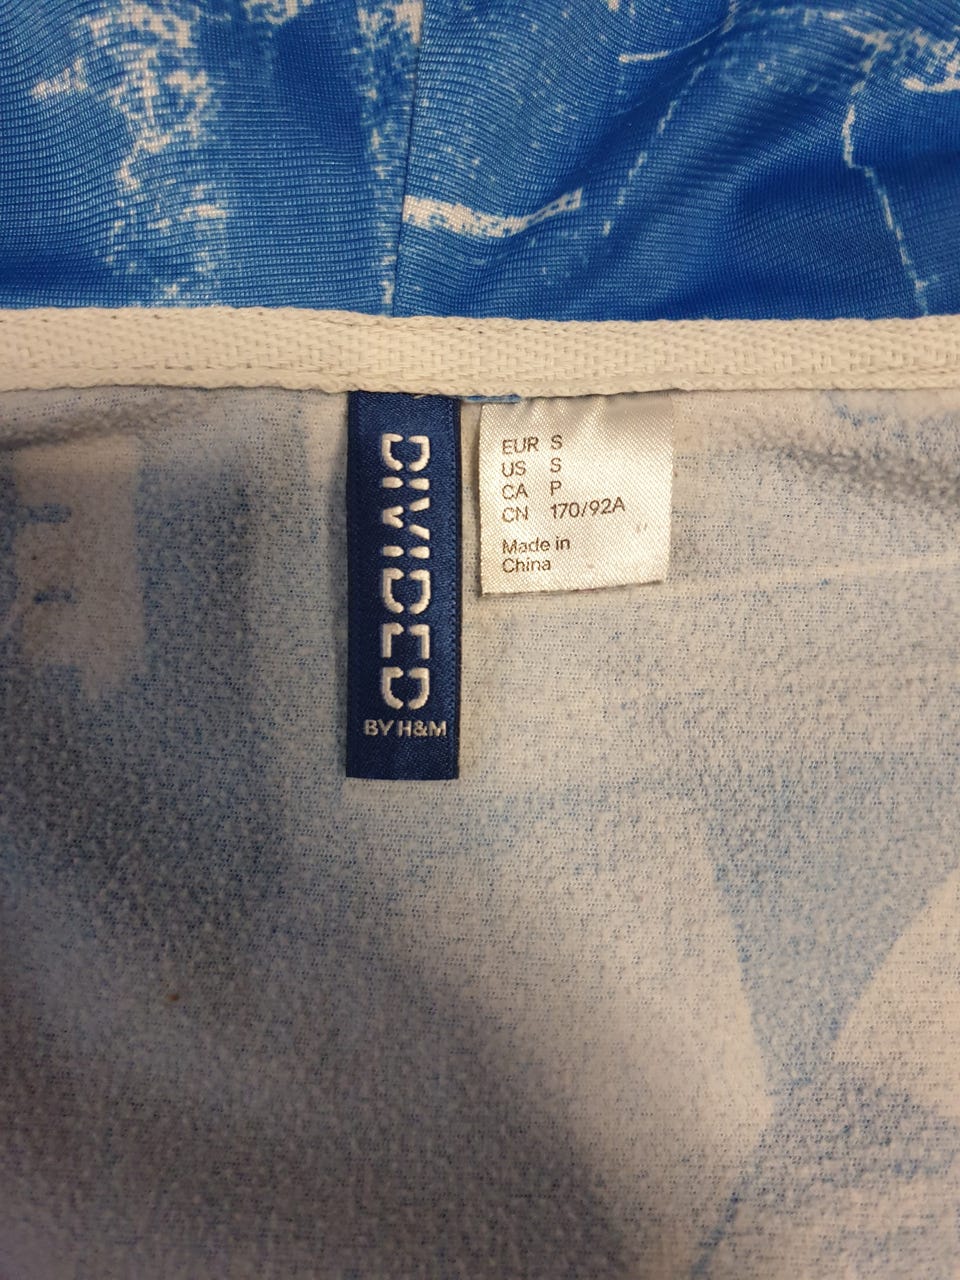 DIVIDED
BY H&M
EUR S
US S
CA P
CN 170/92A
Made in
China